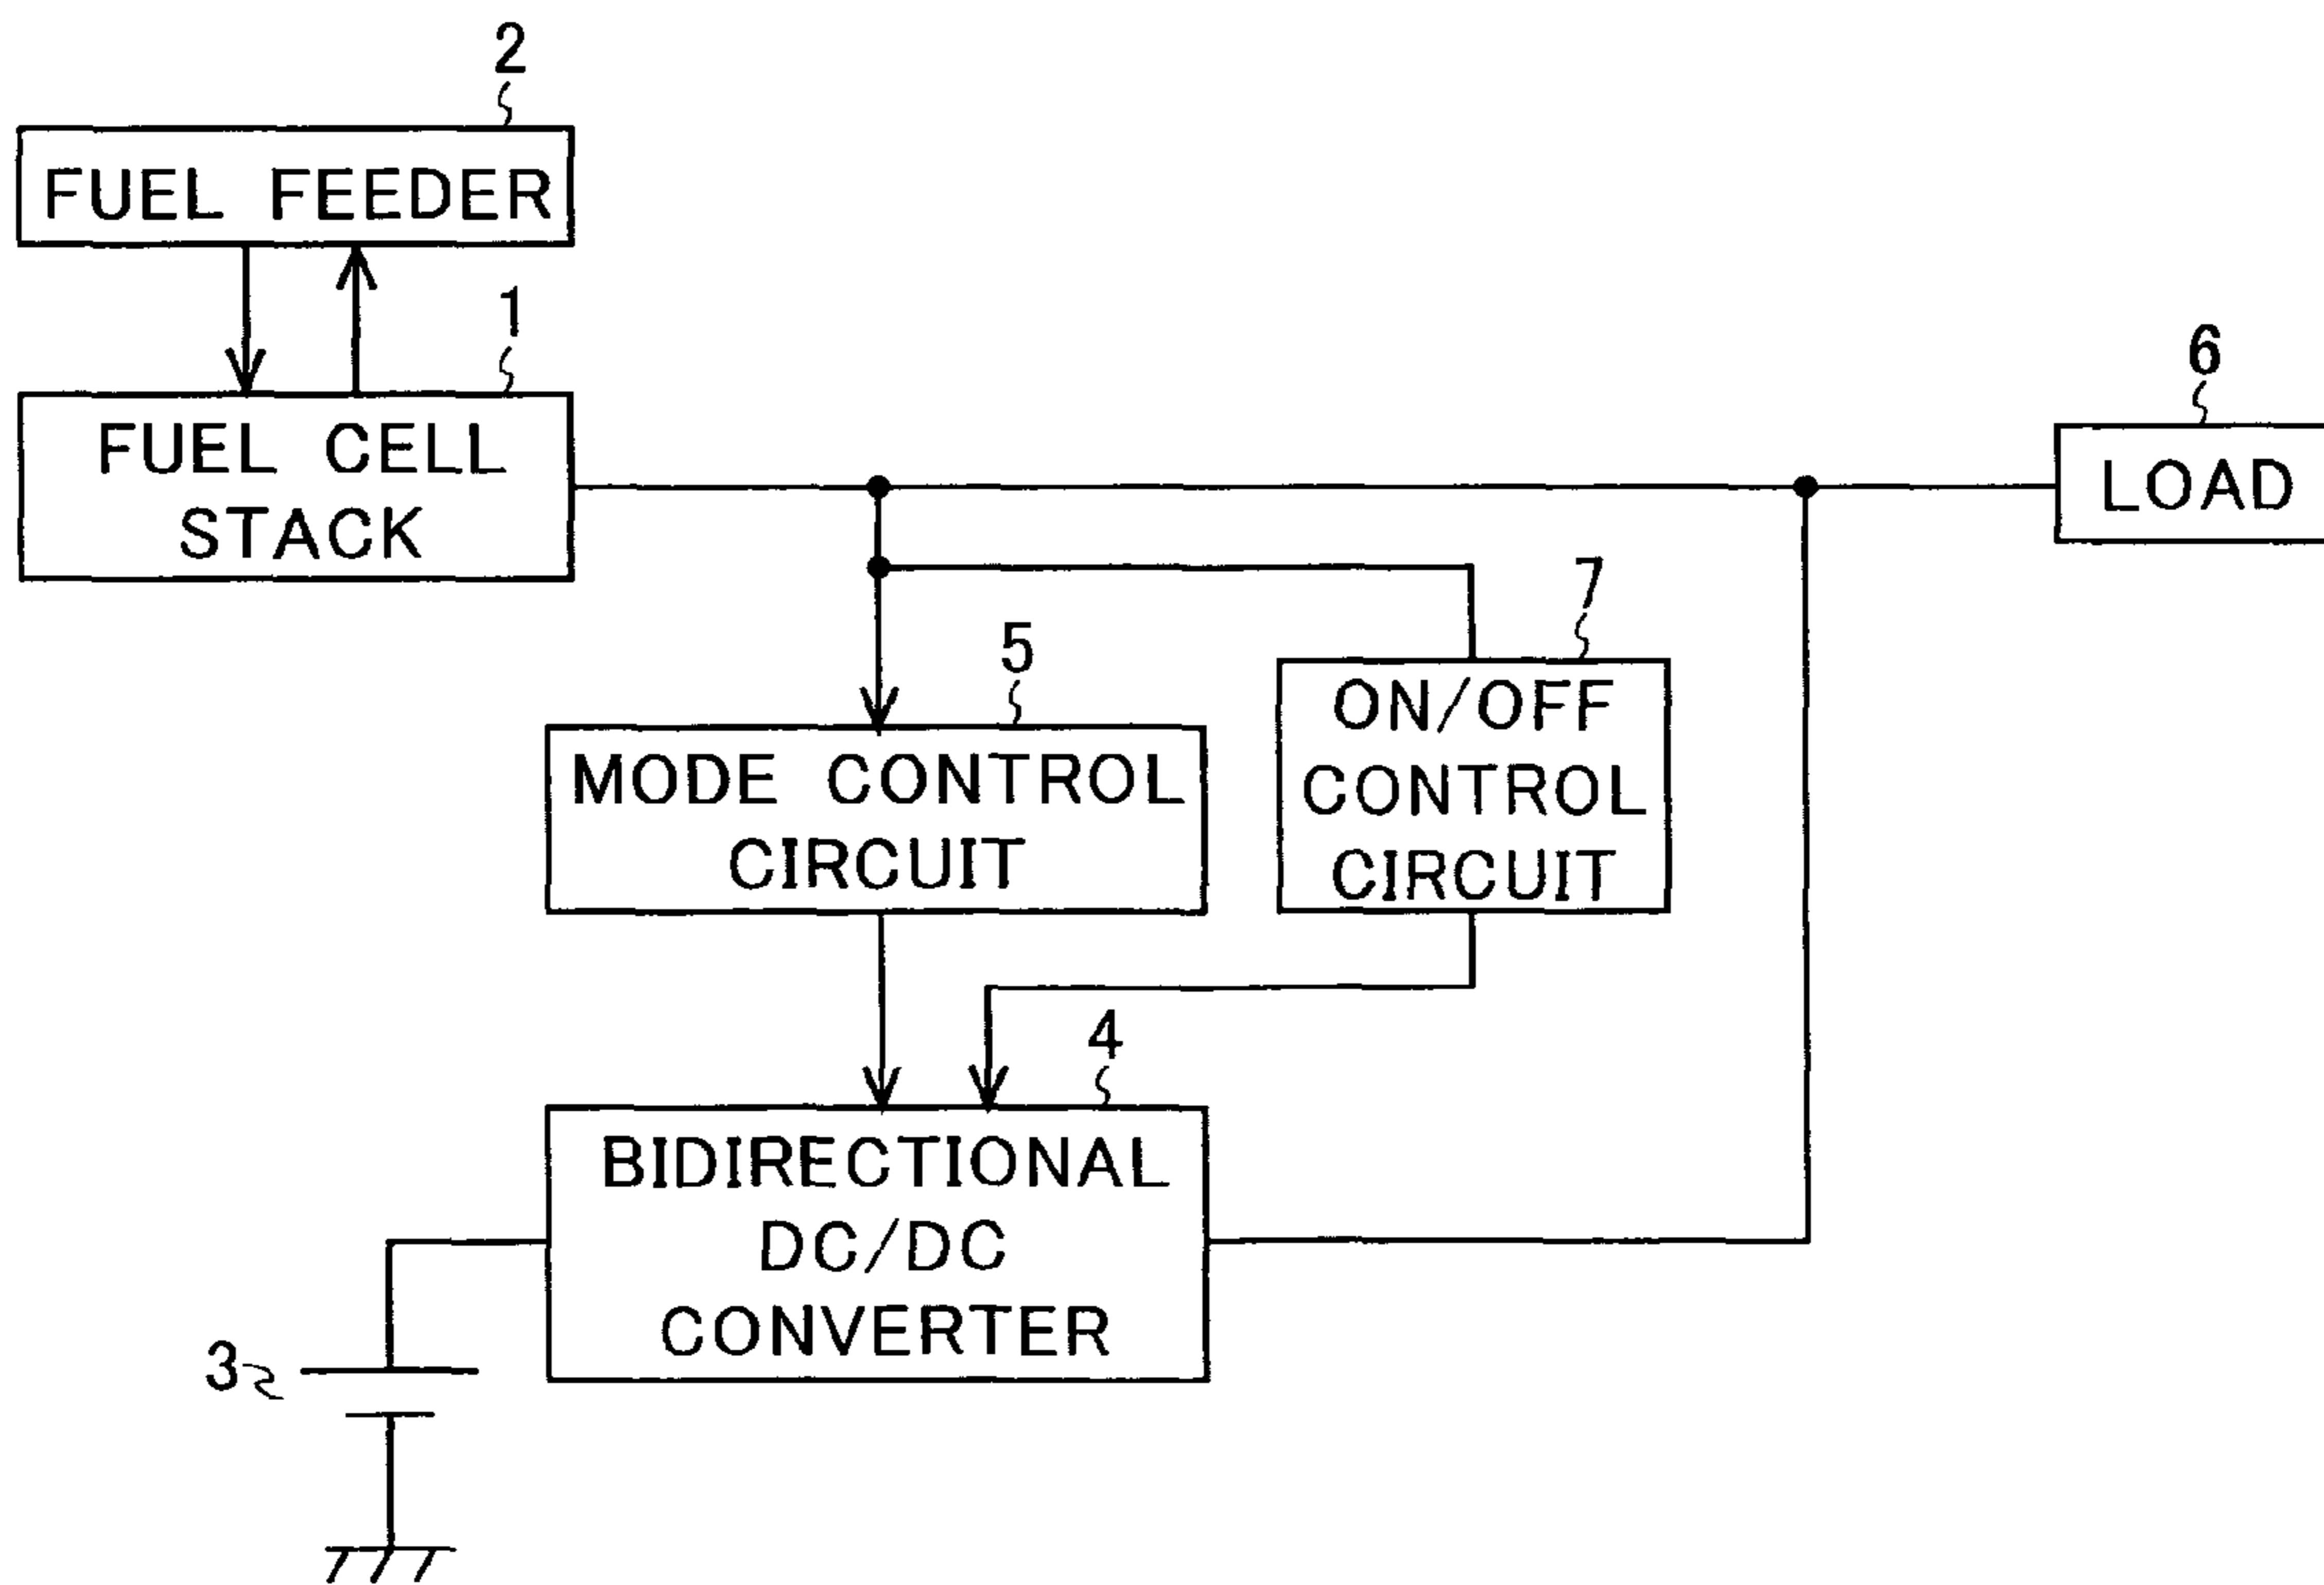 2
FUEL FEEDER
1
FUEL CELL
STACK
6
LOAD
7
ON/OFF
CONTROL
CIRCUIT
5
MODE CONTROL
CIRCUIT
4
BIDIRECTIONAL
DC/DC
CONVERTER
3